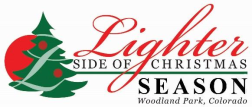 Lighter
SIDE OF CHRISTMAS
SEASON
Woodland Park, Colorado